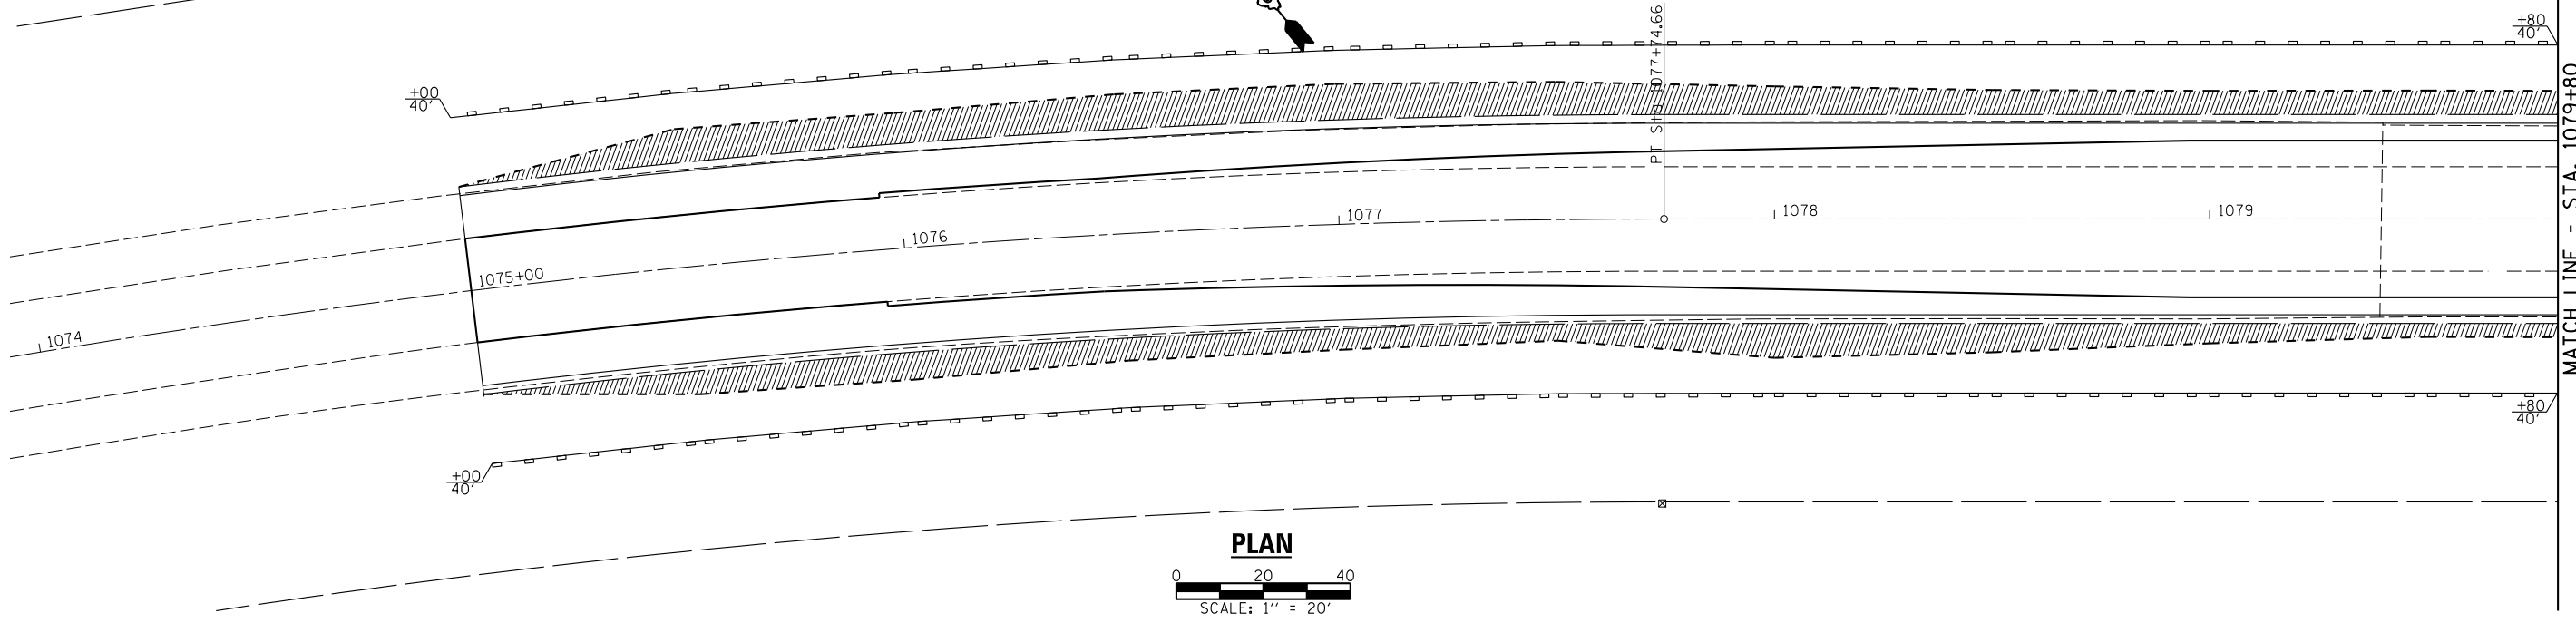 +80
40'
PT Sta 1077+74.66
+00
40'
MATCH LINE - STA. 1079+80
1077
1078
1079
1076
1075+00
1074
+80
40'
+00
40'
PLAN
0 20 40
SCALE: 1'' = 20'